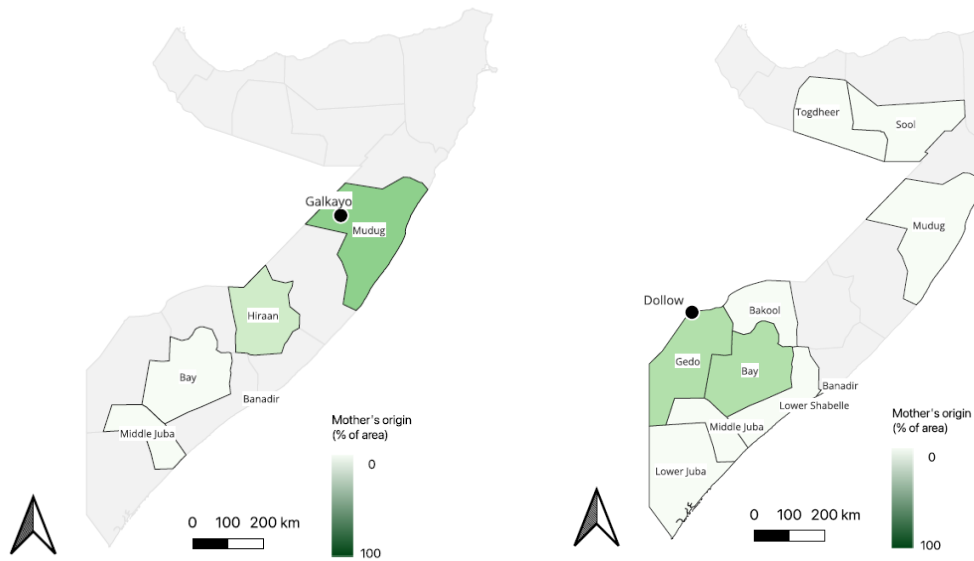 Galkayo
Mudug
Hiraan
Bay
Banadir
Middle Juba
Mother's origin
(% of area)
0
100
0 100 200 km
Togdheer
Sool
Mudug
Dollow
Bakool
Gedo
Bay
Banadir
Lower Shabelle
Middle Juba
Lower Juba
Mother's origin
(% of area)
0
100
0 100 200 km